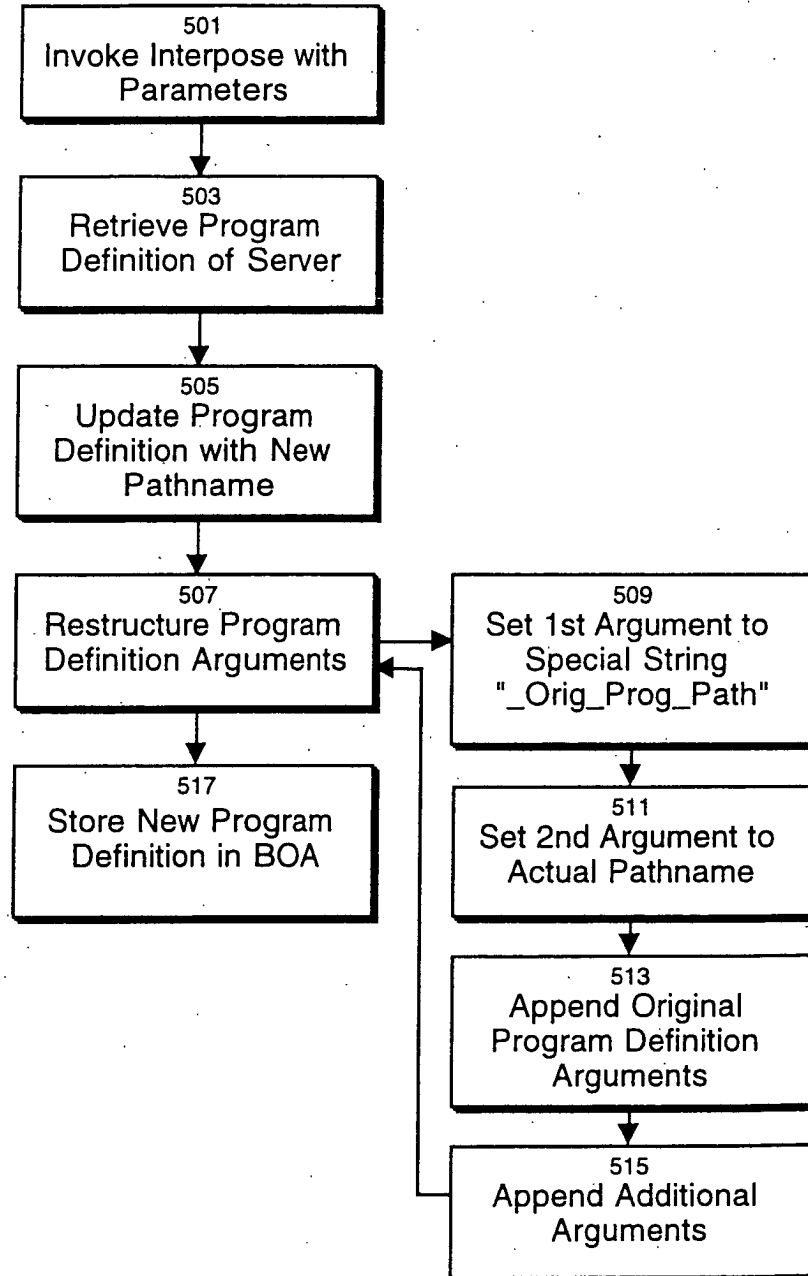 501
Invoke Interpose with
Parameters
503
Retrieve Program
Definition of Server
505
Update Program
Definition with New
Pathname
507
Restructure Program
Definition Arguments
509
Set 1st Argument to
Special String
"_Orig_Prog_Path"
517
Store New Program
Definition in BOA
511
Set 2nd Argument to
Actual Pathname
513
Append Original
Program Definition
Arguments
515
Append Additional
Arguments